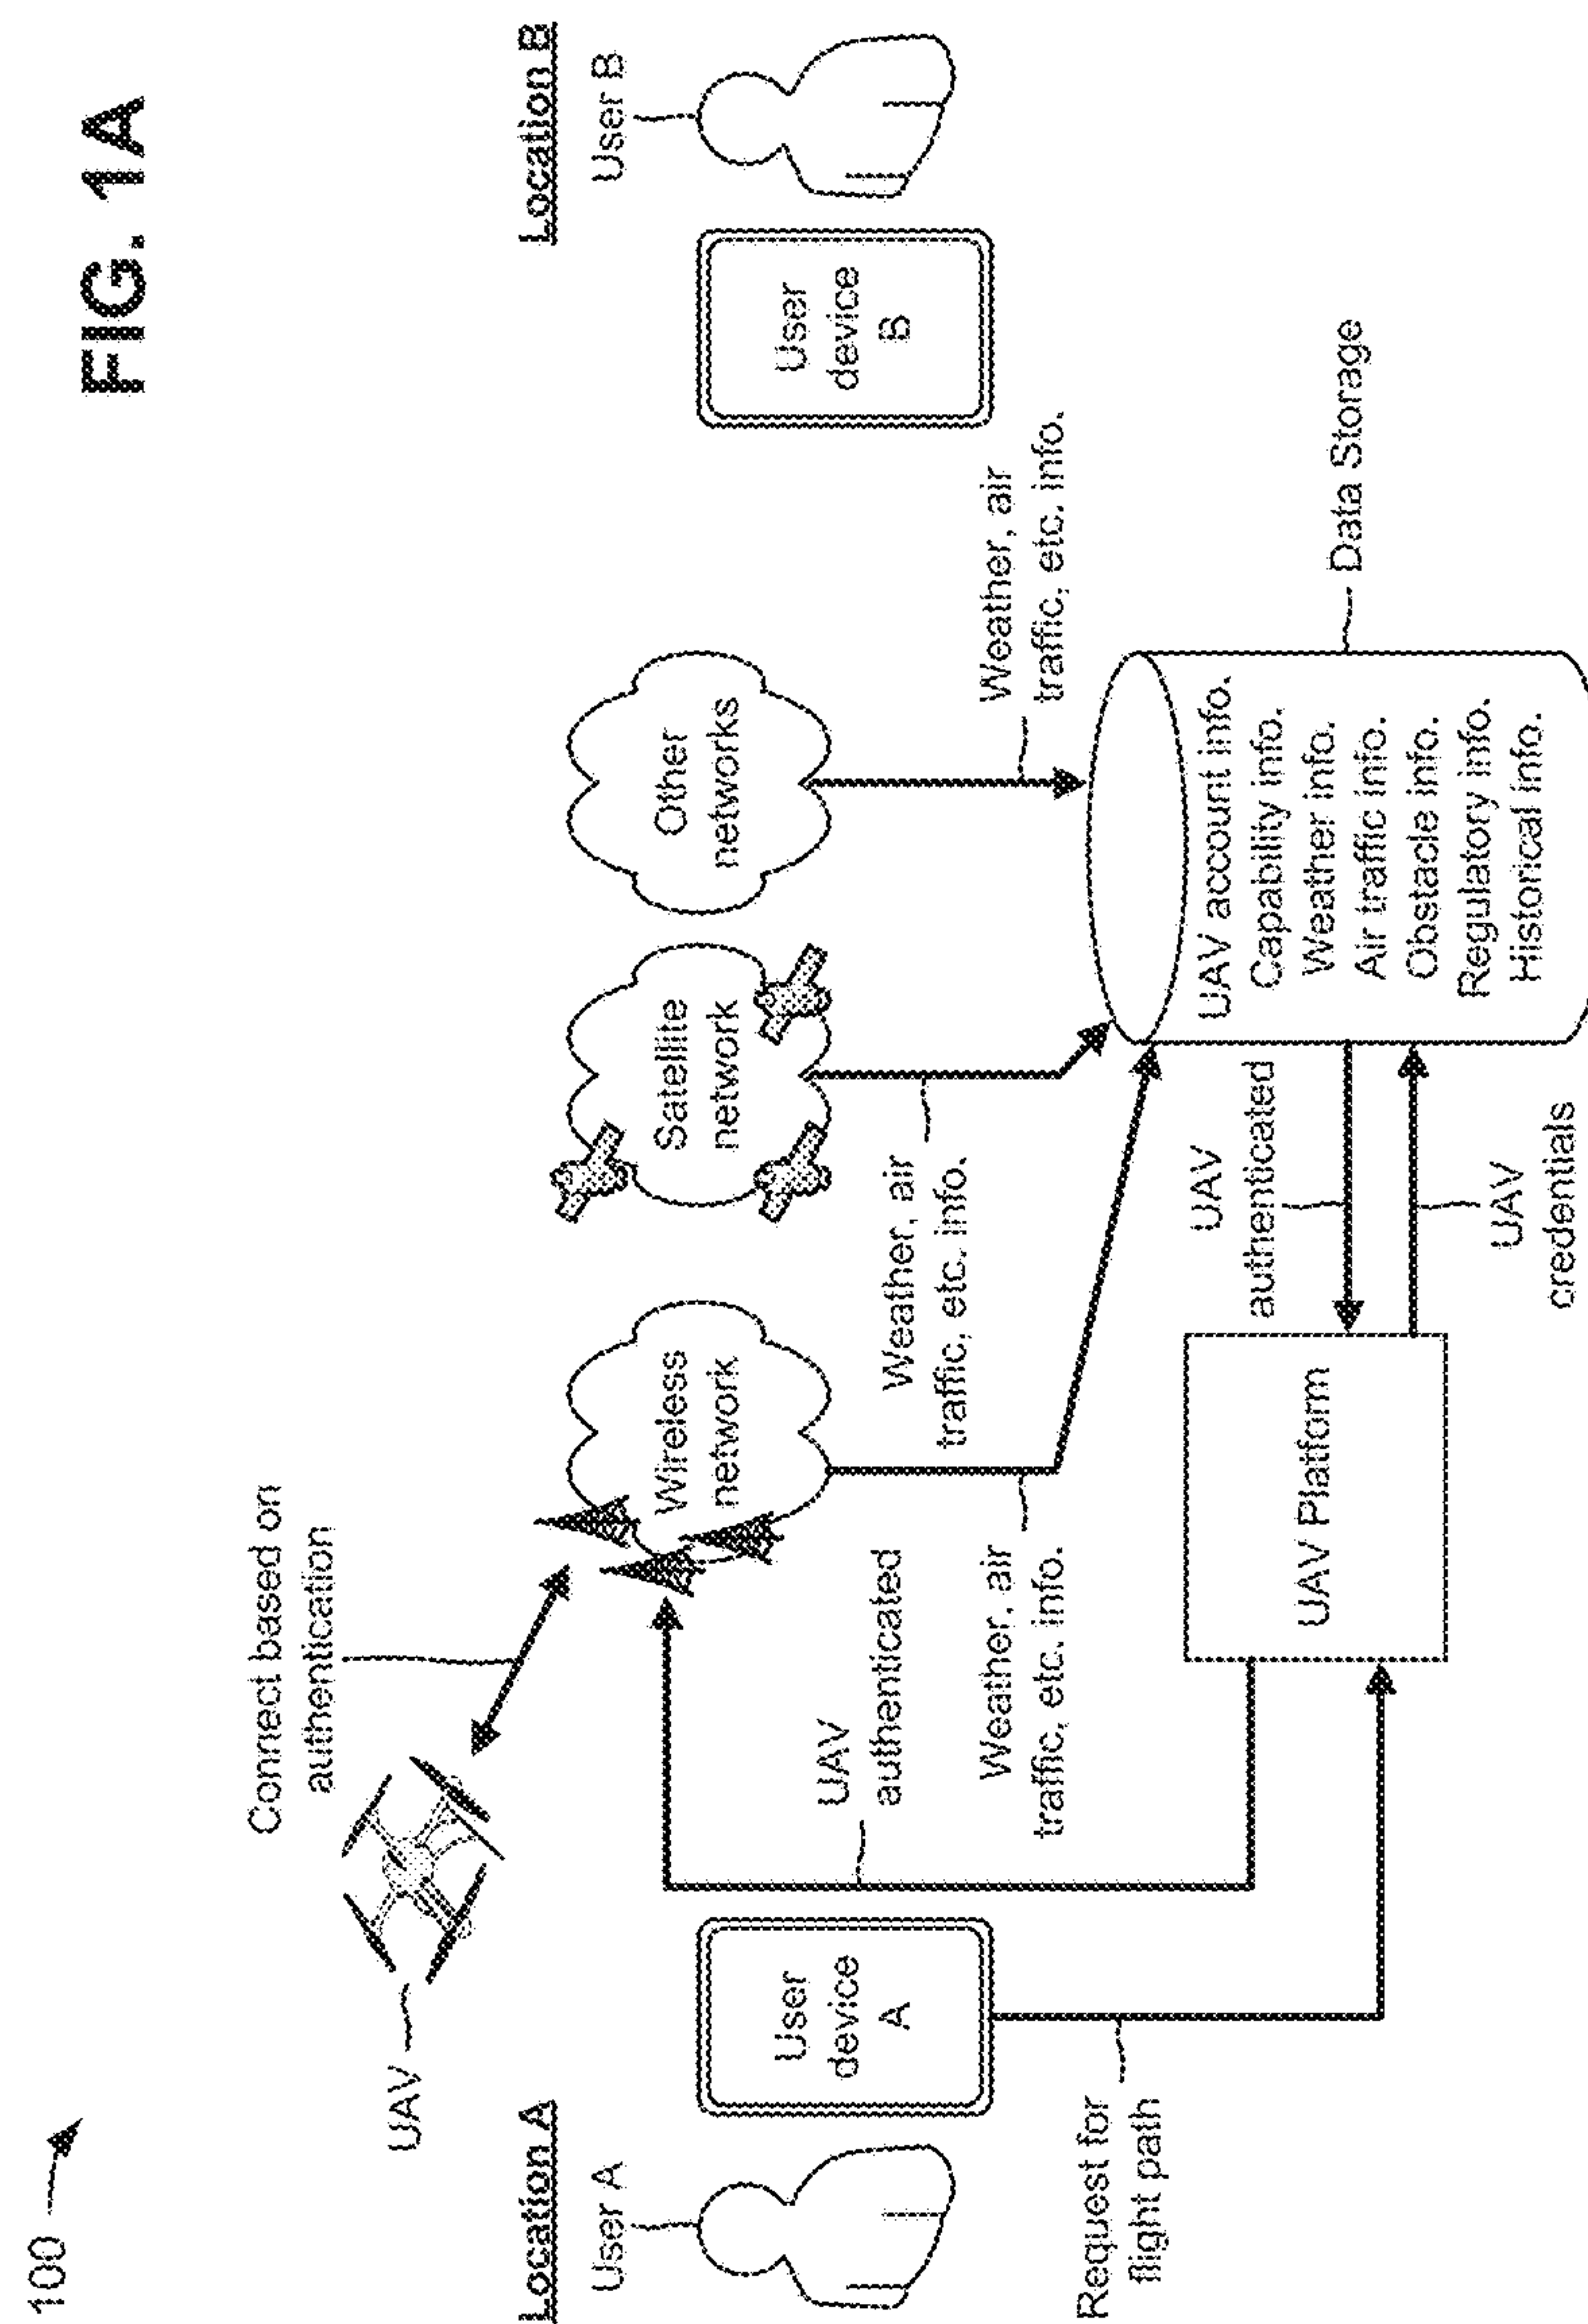 100
FIG. 1A
Connect based on
authentication
UAV
Location A
User A
User
device
A
Request for
flight path
UAV
authenticated
Wireless
network
Satellite
network
Other
networks
Location B
User B
User
device
B
Weather, air
traffic, etc. info.
Weather, air
traffic, etc. info.
Weather, air
traffic, etc. info.
UAV Platform
UAV
authenticated
UAV
credentials
UAV account info.
Capability info.
Weather info.
Air traffic info.
Obstacle info.
Regulatory info.
Historical info.
Data Storage